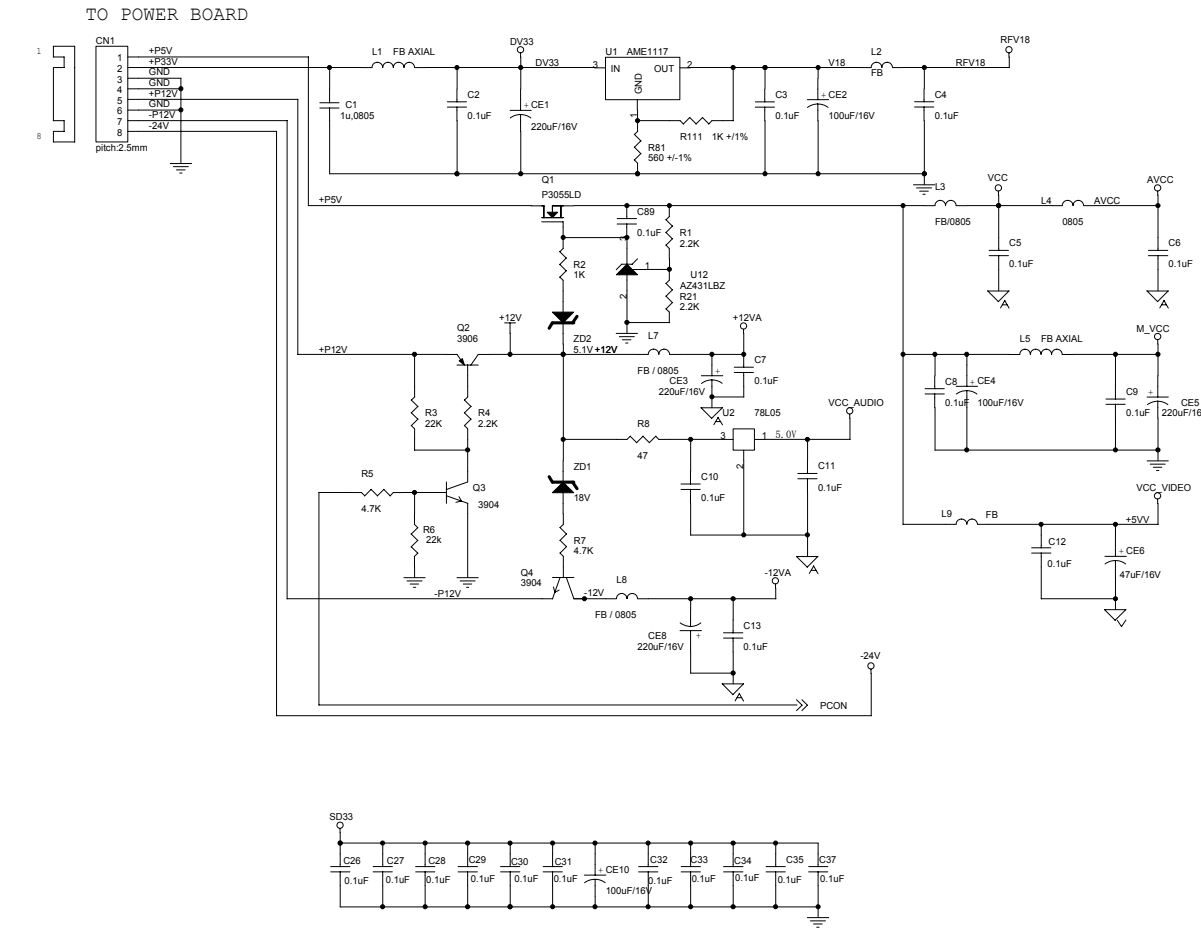 TO POWER BOARD
CN1
1
8
1
2
3
4
5
6
7
8
pitch:2.5mm
+P5V
+P33V
GND
GND
+P12V
GND
-P12V
-24V
L1 FB AXIAL
C1
1u,0805
C2
0.1uF
DV33
DV33
+
CE1
220uF/16V
U1 AME1117
3 IN
OUT 2
GND
1
R111 1K +/1%
R81
560 +/-1%
C3
0.1uF
V18
+
CE2
100uF/16V
L2
FB
RFV18
RFV18
C4
0.1uF
+P5V
Q1
P3055LD
C89
0.1uF
R1
2.2K
R2
1K
3
1
2
U12
AZ431LBZ
R21
2.2K
L3
FB/0805
VCC
L4
0805
AVCC
AVCC
C5
0.1uF
A
C6
0.1uF
A
+P12V
Q2
3906
+12V
ZD2
5.1V
+12V
L7
FB / 0805
+12VA
CE3
220uF/16V
+
C7
0.1uF
A
L5 FB AXIAL
M_VCC
C8
0.1uF
+
CE4
100uF/16V
C9
0.1uF
+
CE5
220uF/16
R3
22K
R4
2.2K
R5
4.7K
Q3
3904
R6
22k
R8
47
U2
78L05
3
1
2
5.0V
VCC_AUDIO
C10
0.1uF
C11
0.1uF
A
ZD1
18V
R7
4.7K
Q4
3904
-P12V
-12V
L8
FB / 0805
-12VA
CE8
220uF/16V
+
C13
0.1uF
A
L9
FB
VCC_VIDEO
+5VV
C12
0.1uF
+
CE6
47uF/16V
V
-24V
PCON
SD33
C26
0.1uF
C27
0.1uF
C28
0.1uF
C29
0.1uF
C30
0.1uF
C31
0.1uF
+
CE10
100uF/16V
C32
0.1uF
C33
0.1uF
C34
0.1uF
C35
0.1uF
C37
0.1uF